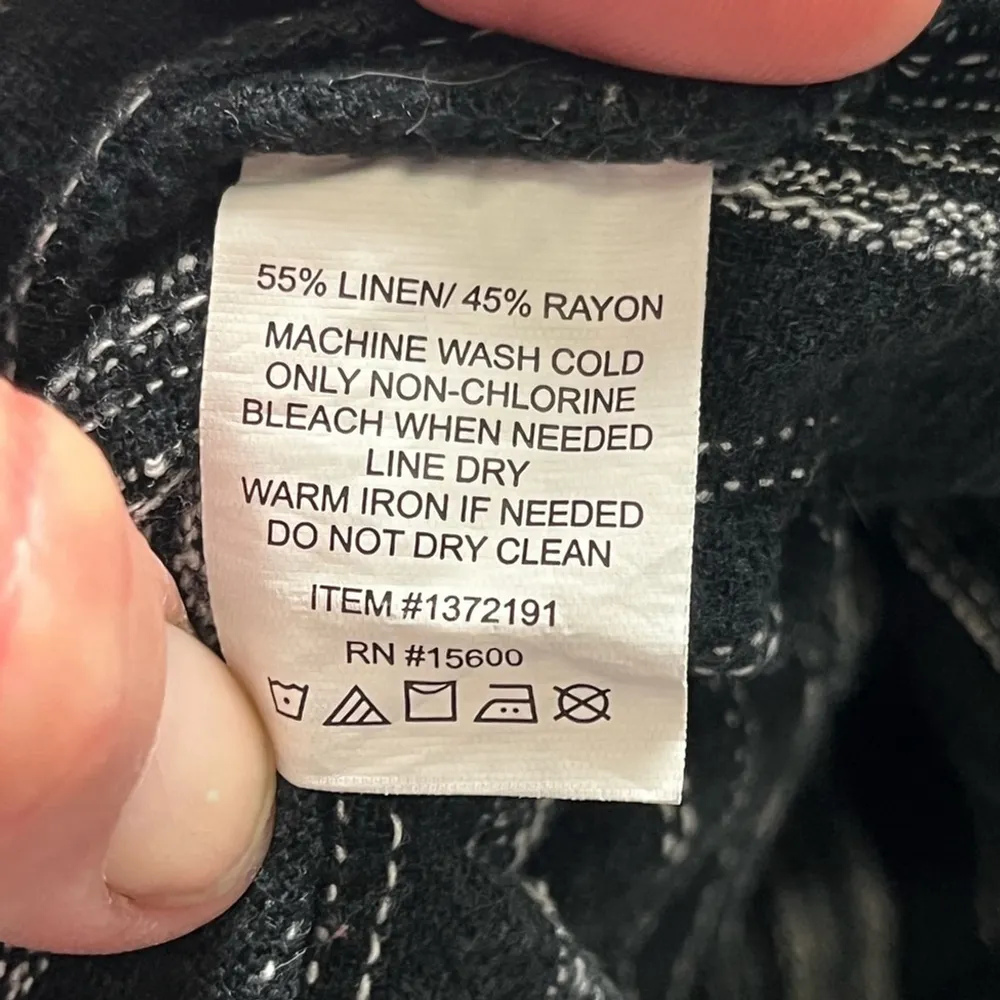 55% LINEN/ 45% RAYON
MACHINE WASH COLD
ONLY NON-CHLORINE
BLEACH WHEN NEEDED
LINE DRY
WARM IRON IF NEEDED
DO NOT DRY CLEAN
ITEM #1372191
RN #15600